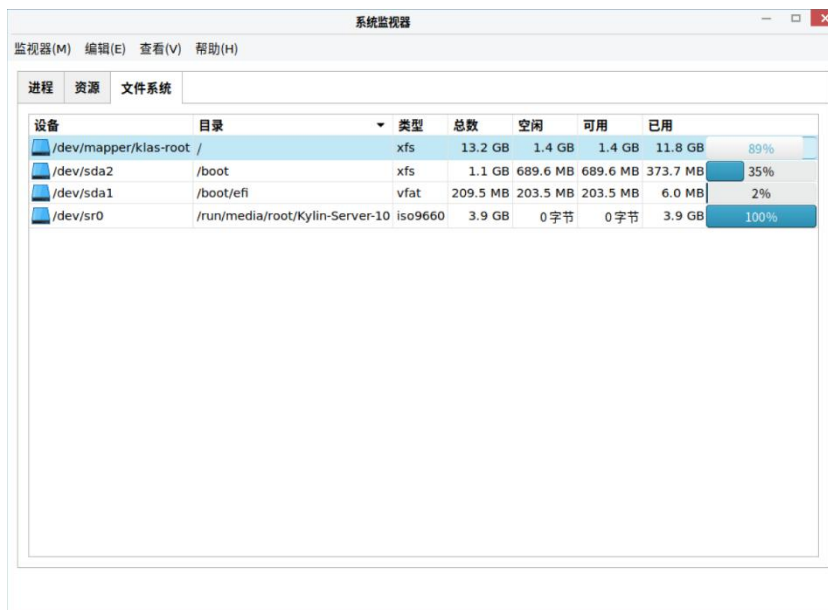 系统监视器
监视器(M) 编辑(E) 查看(V) 帮助(H)
进程 资源 文件系统
设备 目录 类型 总数 空闲 可用 已用
/dev/mapper/klas-root / xfs 13.2 GB 1.4 GB 1.4 GB 11.8 GB 89%
/dev/sda2 /boot xfs 1.1 GB 689.6 MB 689.6 MB 373.7 MB 35%
/dev/sda1 /boot/efi vfat 209.5 MB 203.5 MB 203.5 MB 6.0 MB 2%
/dev/sr0 /run/media/root/Kylin-Server-10 iso9660 3.9 GB 0字节 0字节 3.9 GB 100%